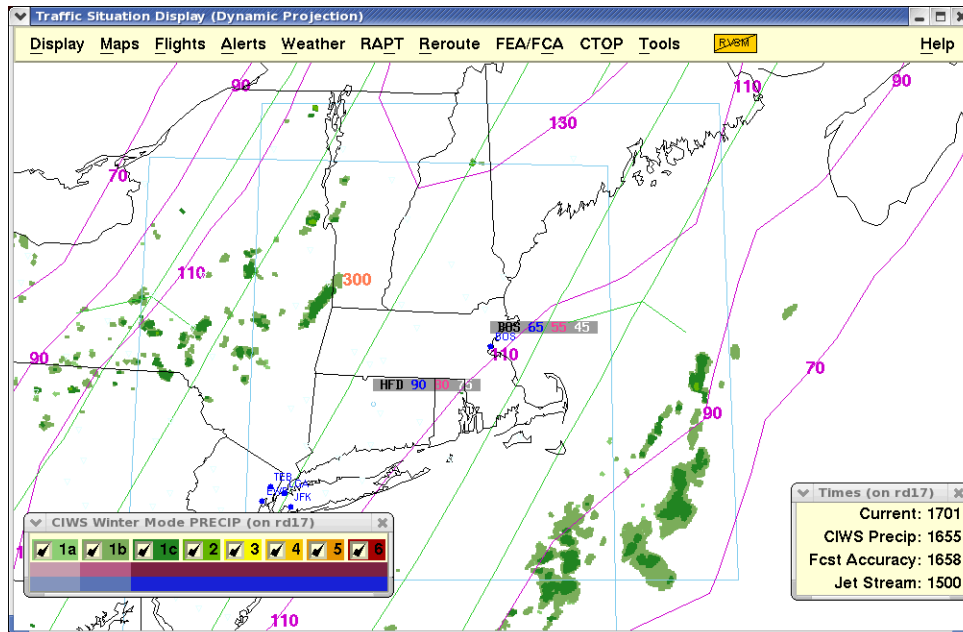 Traffic Situation Display (Dynamic Projection)
Display Maps Flights Alerts Weather RAPT Reroute FEA/FCA CTOP Tools RVSM Help
90
110
90
130
70
110
300
BOS 65 55 45
BOS
110
90
HFD 90 80 75
70
90
TEB
JFK
CIWS Winter Mode PRECIP (on rd17)
1a 1b 1c 2 3 4 5 6
Times (on rd17)
Current: 1701
CIWS Precip: 1655
Fcst Accuracy: 1658
Jet Stream: 1500
110